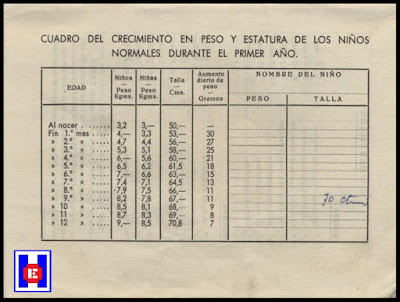 CUADRO DEL CRECIMIENTO EN PESO Y ESTATURA DE LOS NIÑOS
NORMALES DURANTE EL PRIMER AÑO.
EDAD Niños Peso Kgms. Niñas Peso Kgms. Talla Cms. Aumento diario de peso Gramos NOMBRE DEL NIÑO
PESO TALLA
Al nacer ........ 3,2 3,— 50,— —
Fin 1.º mes ..... 4,— 3,3 53,— 30
» 2.º » ..... 4,7 4,4 56,— 27
» 3.º » ..... 5,3 5,1 58,— 25
» 4.º » ..... 6,— 5,6 60,— 21
» 5.º » ..... 6,5 6,2 61,5 18
» 6.º » ..... 7,— 6,6 63,— 15
» 7.º » ..... 7,4 7,1 64,5 13
» 8.º » ..... 7,9 7,5 66,— 11
» 9.º » ..... 8,2 7,8 67,— 11 70 ctm
» 10 » ..... 8,5 8,1 68,— 9
» 11 » ..... 8,7 8,3 69,— 8
» 12 » ..... 9,— 8,5 70,8 7
H
E